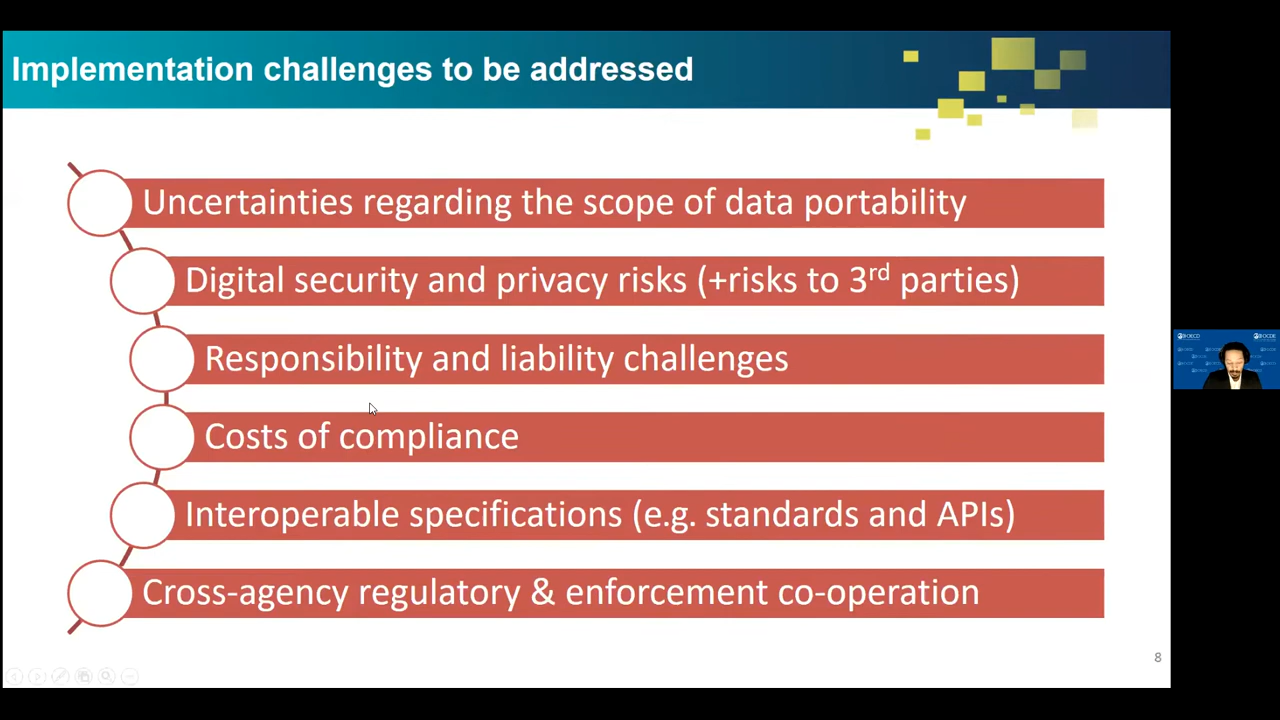 Implementation challenges to be addressed
Uncertainties regarding the scope of data portability
Digital security and privacy risks (+risks to 3rd parties)
Responsibility and liability challenges
Costs of compliance
Interoperable specifications (e.g. standards and APIs)
Cross-agency regulatory & enforcement co-operation
8
OECD
OCDE